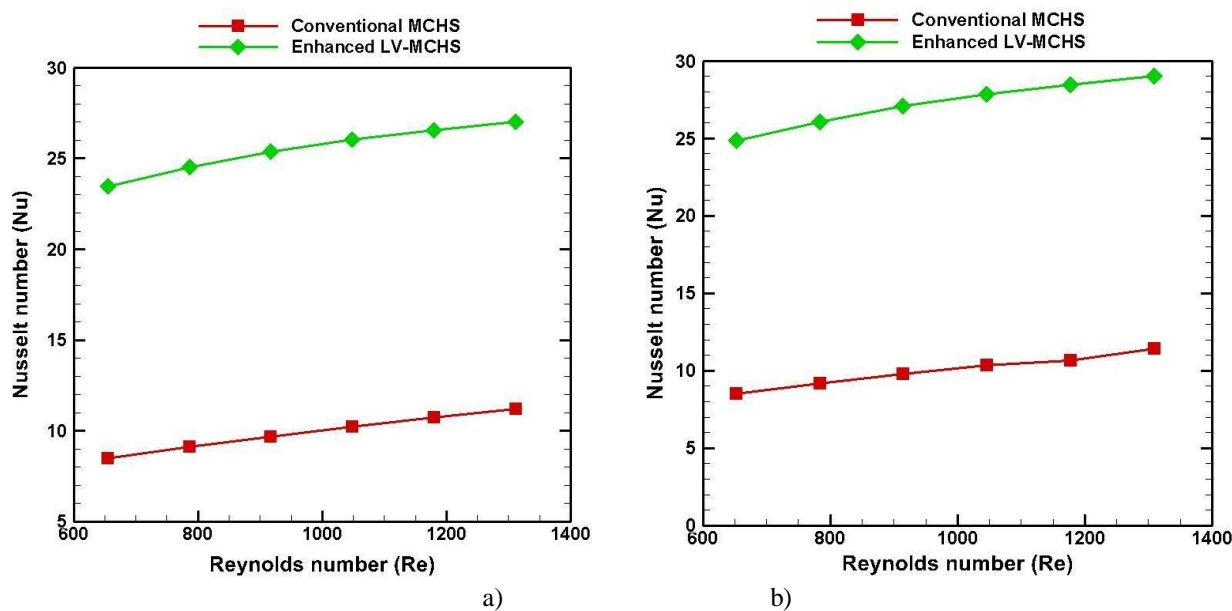 Conventional MCHS
Enhanced LV-MCHS
30
25
20
15
10
5
Nusselt number (Nu)
600
800
1000
1200
1400
Reynolds number (Re)
a)
Conventional MCHS
Enhanced LV-MCHS
30
25
20
15
10
5
0
Nusselt number (Nu)
600
800
1000
1200
1400
Reynolds number (Re)
b)